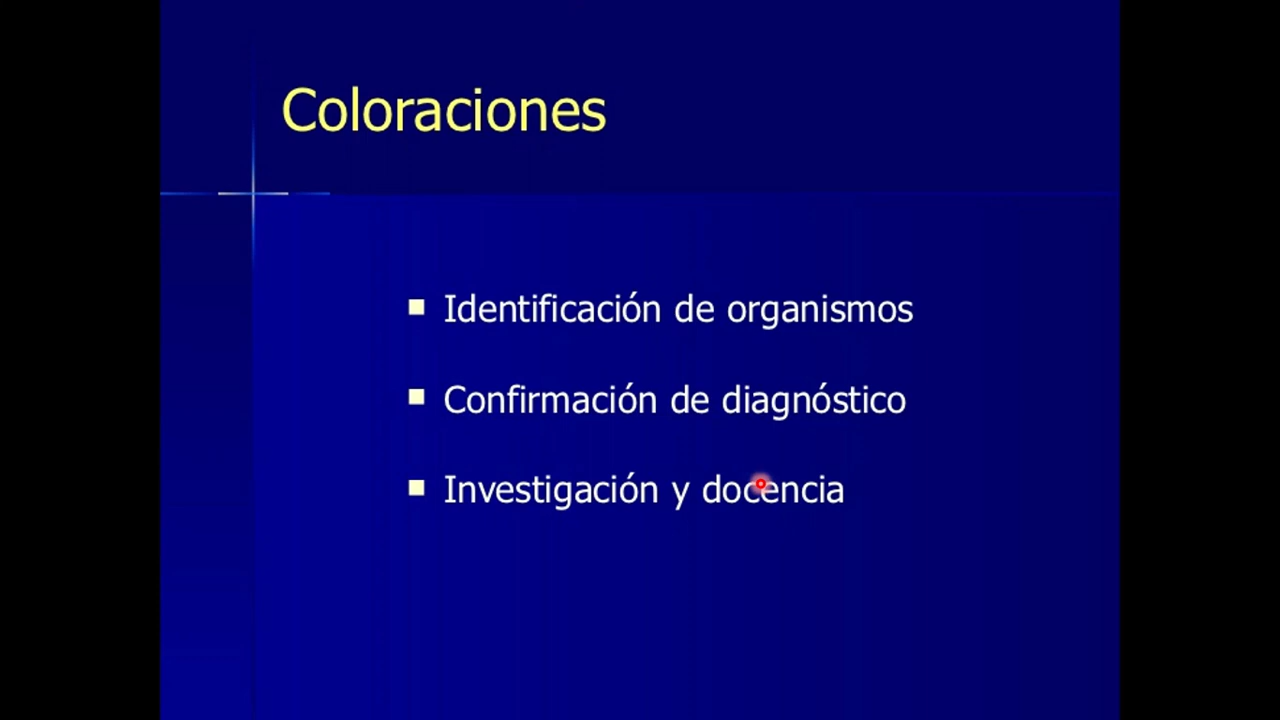 Coloraciones
Identificación de organismos
Confirmación de diagnóstico
Investigación y docencia